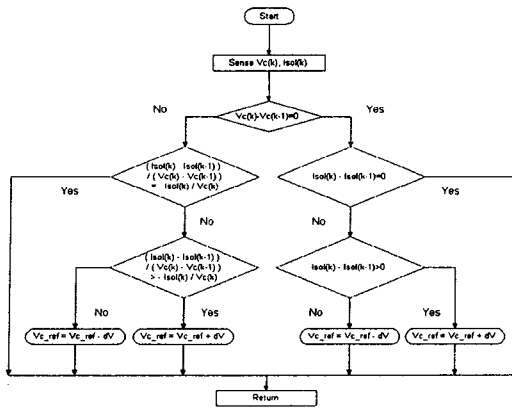 Start
Sense Vc(k), Isol(k)
No
Vc(k)-Vc(k-1)=0
Yes
( Isol(k) - Isol(k-1) )
/ ( Vc(k) - Vc(k-1) )
= - Isol(k) / Vc(k)
Isol(k) - Isol(k-1)=0
Yes
Yes
No
No
( Isol(k) - Isol(k-1) )
/ ( Vc(k) - Vc(k-1) )
> - Isol(k) / Vc(k)
Isol(k) - Isol(k-1)>0
No
Yes
No
Yes
Vc_ref = Vc_ref - dV
Vc_ref = Vc_ref + dV
Vc_ref = Vc_ref - dV
Vc_ref = Vc_ref + dV
Return